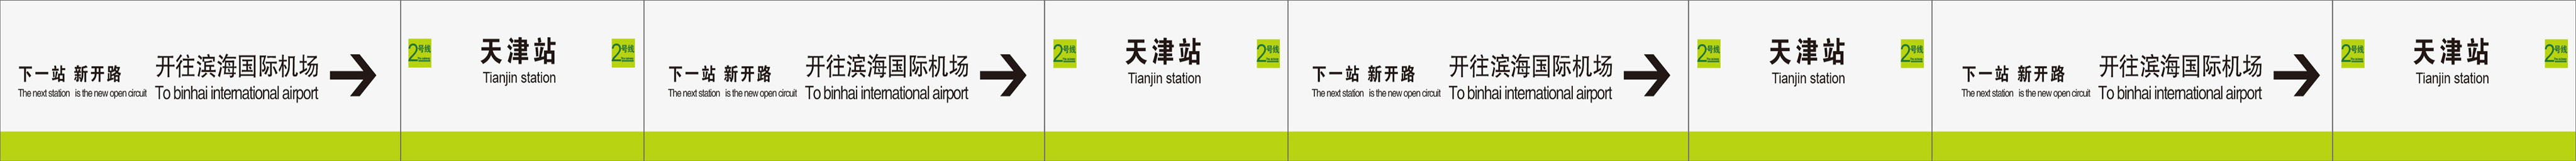 下一站 新开路
The next station is the new open circuit
开往滨海国际机场
To binhai international airport
2号线
天津站
Tianjin station
2号线
下一站 新开路
The next station is the new open circuit
开往滨海国际机场
To binhai international airport
2号线
天津站
Tianjin station
2号线
下一站 新开路
The next station is the new open circuit
开往滨海国际机场
To binhai international airport
2号线
天津站
Tianjin station
2号线
下一站 新开路
The next station is the new open circuit
开往滨海国际机场
To binhai international airport
2号线
天津站
Tianjin station
2号线